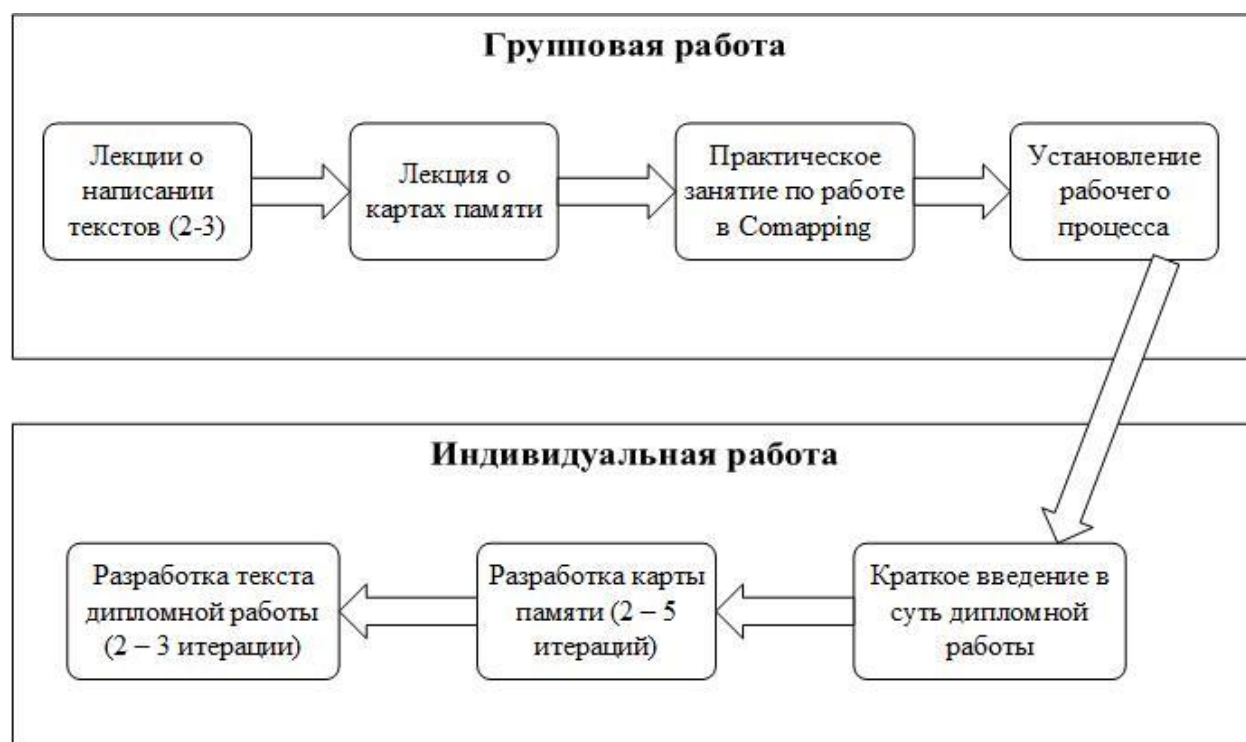 Групповая работа
Лекции о
написании
текстов (2-3)
Лекция о
картах памяти
Практическое
занятие по работе
в Comapping
Установление
рабочего
процесса
Индивидуальная работа
Разработка текста
дипломной работы
(2 – 3 итерации)
Разработка карты
памяти (2 – 5
итераций)
Краткое введение в
суть дипломной
работы